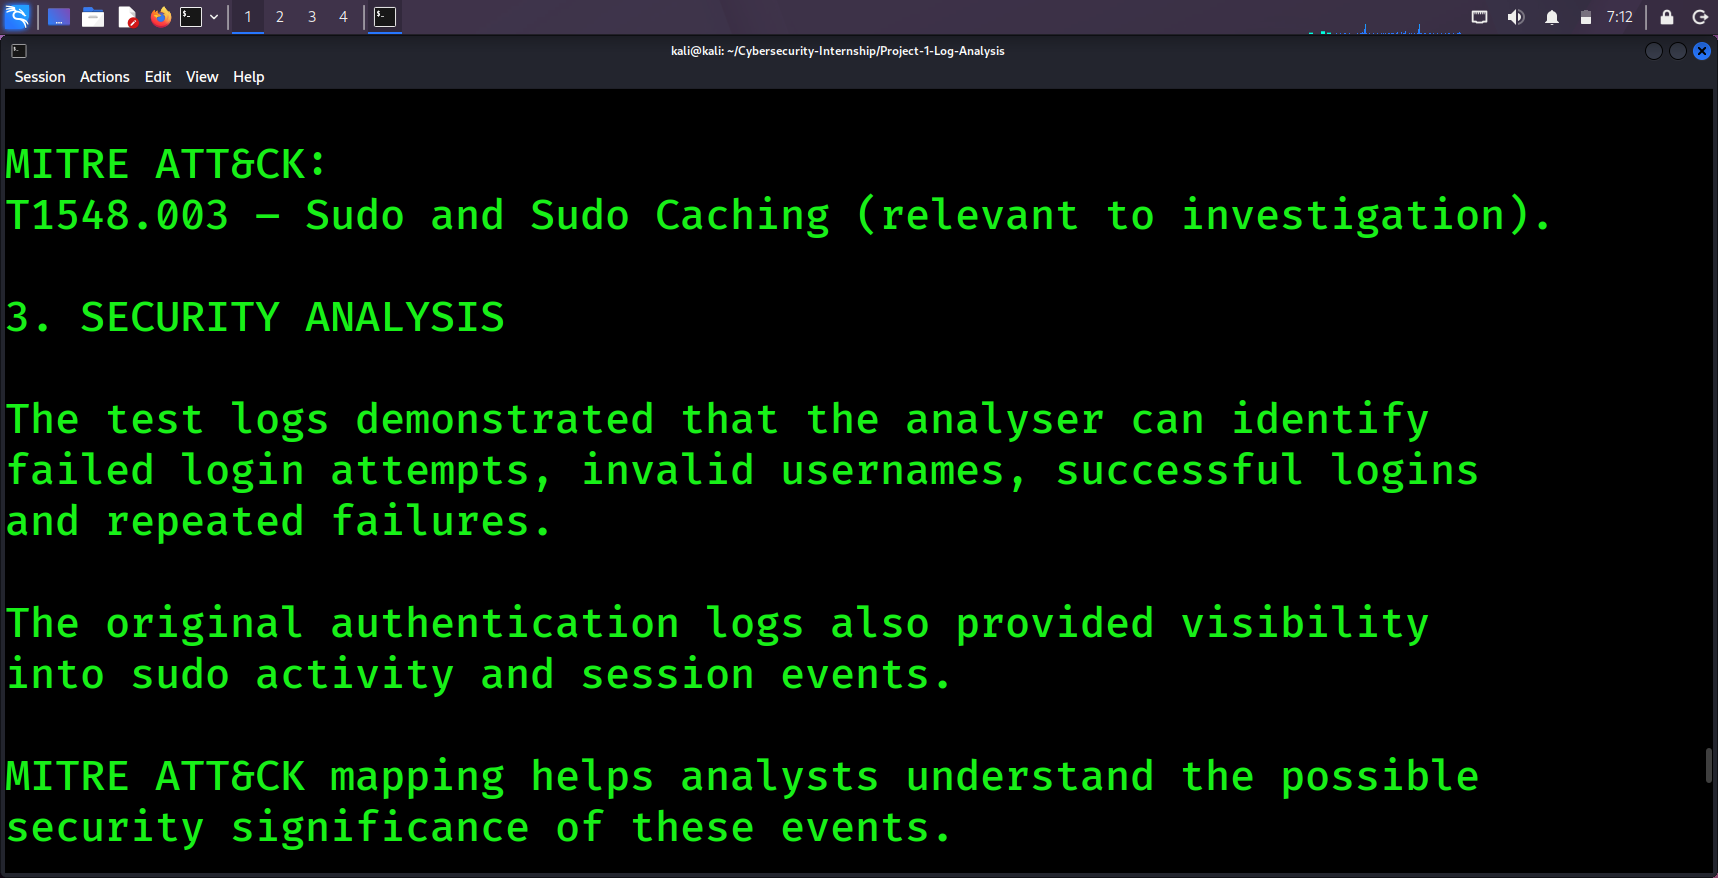 1 2 3 4
7:12
kali@kali: ~/Cybersecurity-Internship/Project-1-Log-Analysis
Session Actions Edit View Help
MITRE ATT&CK:
T1548.003 – Sudo and Sudo Caching (relevant to investigation).
3. SECURITY ANALYSIS
The test logs demonstrated that the analyser can identify
failed login attempts, invalid usernames, successful logins
and repeated failures.
The original authentication logs also provided visibility
into sudo activity and session events.
MITRE ATT&CK mapping helps analysts understand the possible
security significance of these events.